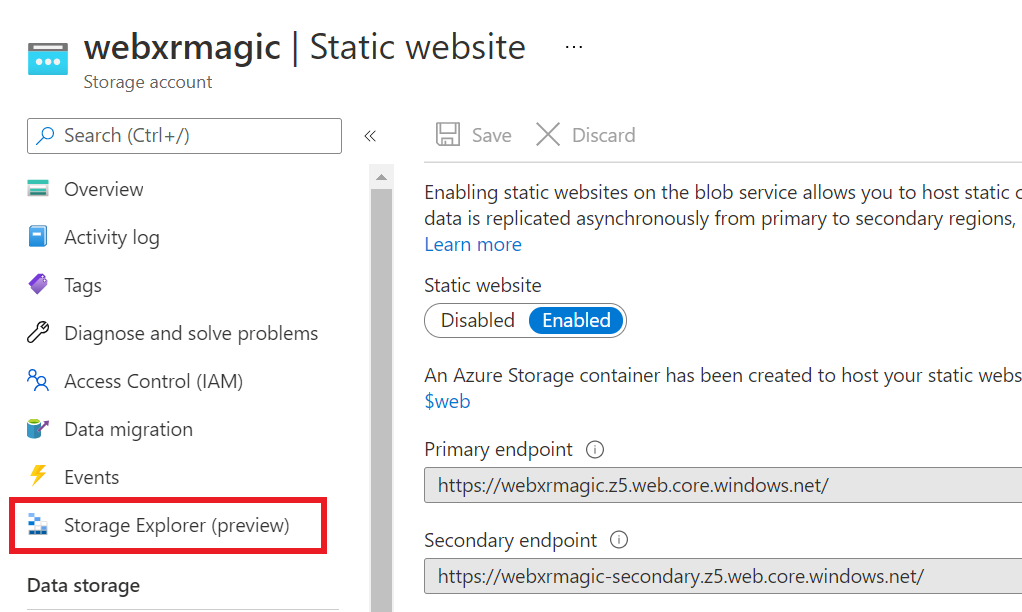 webxrmagic | Static website ...
Storage account
Search (Ctrl+/)
«
Overview
Activity log
Tags
Diagnose and solve problems
Access Control (IAM)
Data migration
Events
Storage Explorer (preview)
Data storage
Save
Discard
Enabling static websites on the blob service allows you to host static
data is replicated asynchronously from primary to secondary regions,
Learn more
Static website
Disabled Enabled
An Azure Storage container has been created to host your static webs
$web
Primary endpoint
https://webxrmagic.z5.web.core.windows.net/
Secondary endpoint
https://webxrmagic-secondary.z5.web.core.windows.net/